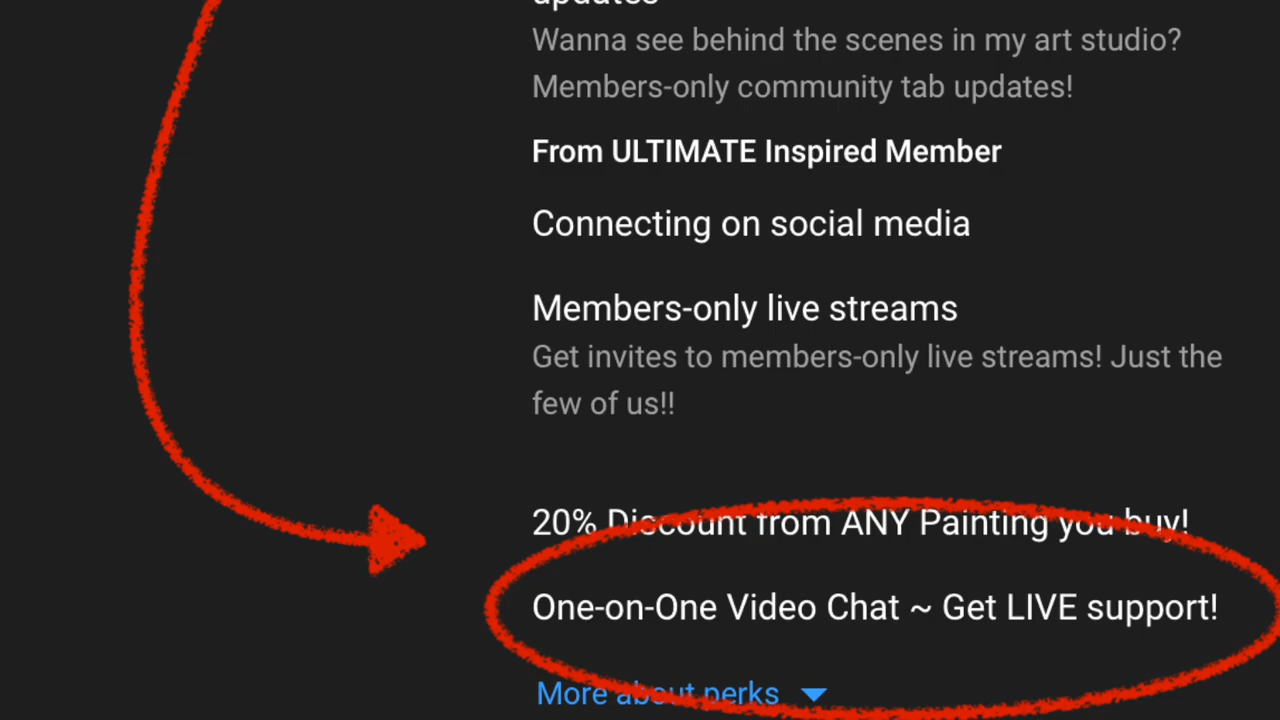 updates
Wanna see behind the scenes in my art studio?
Members-only community tab updates!
From ULTIMATE Inspired Member
Connecting on social media
Members-only live streams
Get invites to members-only live streams! Just the
few of us!!
20% Discount from ANY Painting you buy!
One-on-One Video Chat ~ Get LIVE support!
More about perks